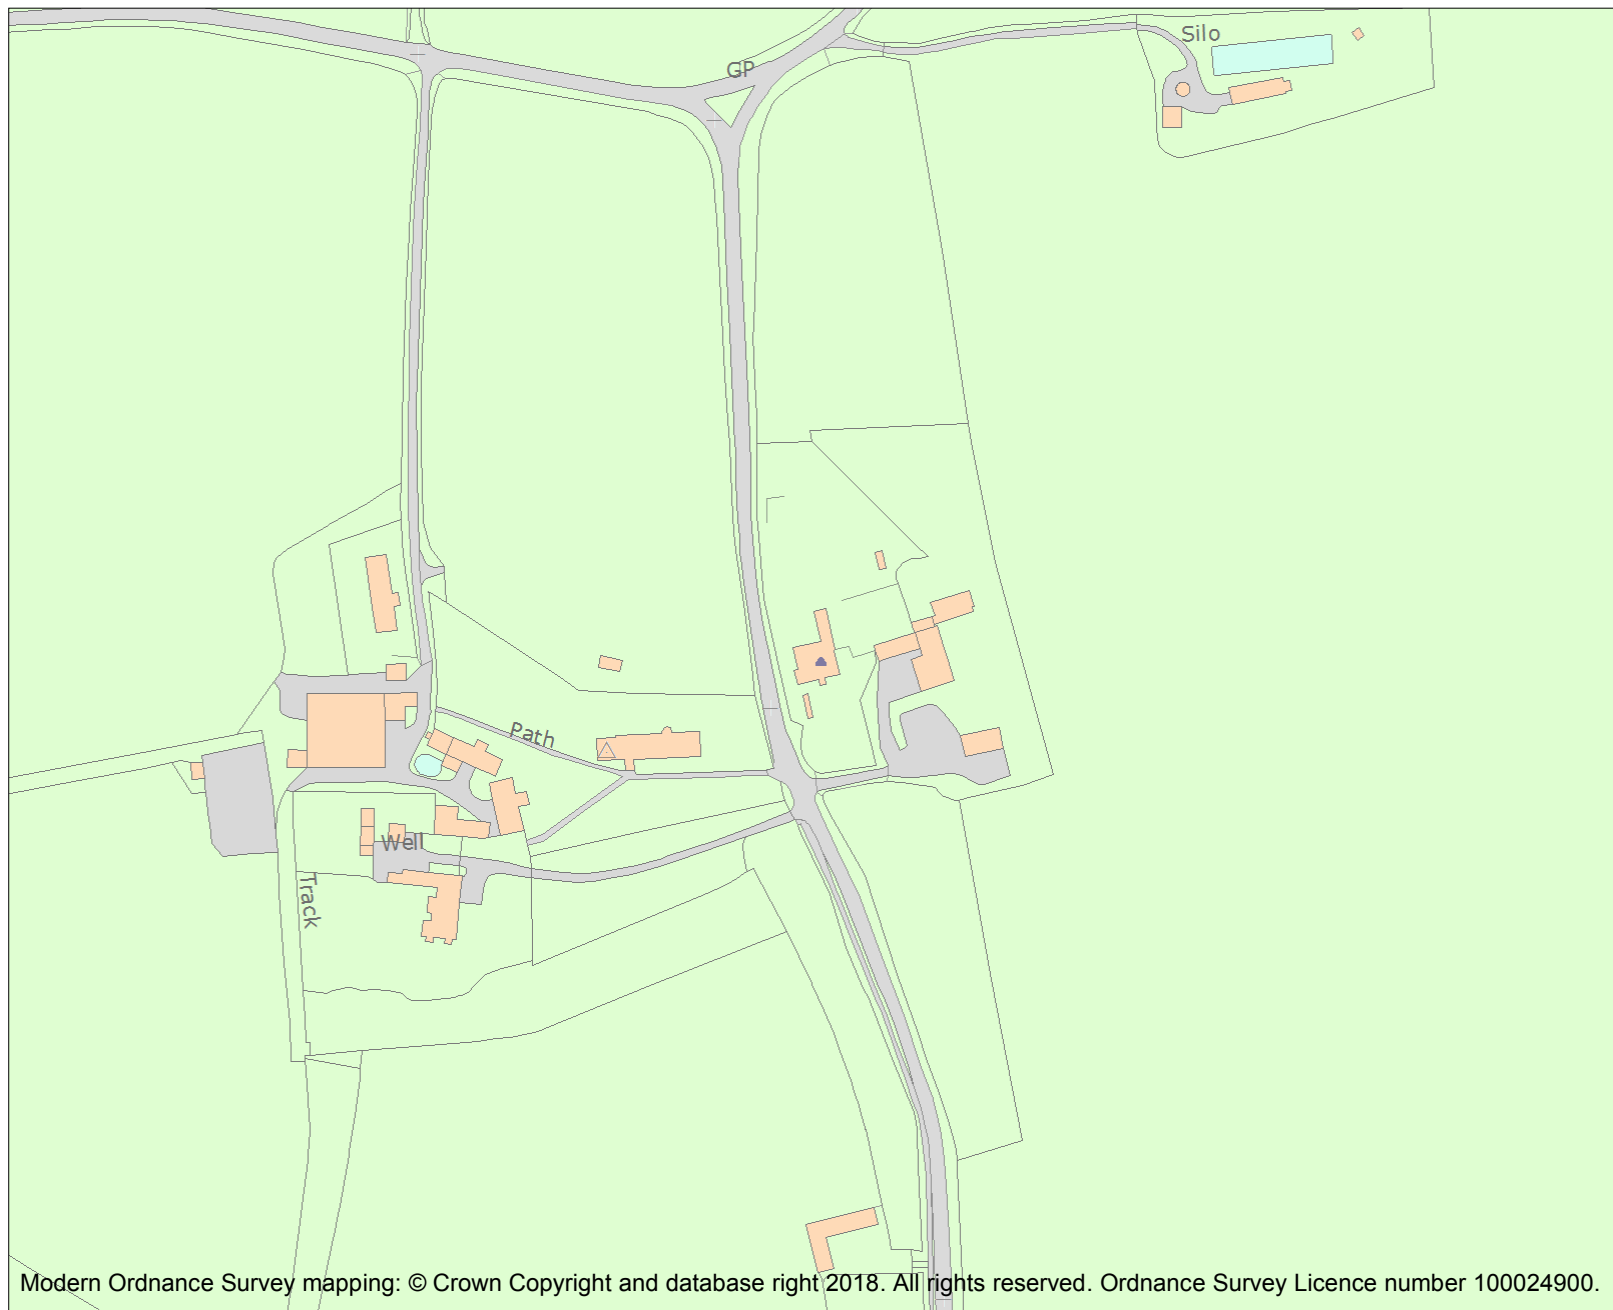 Silo
GP
Path
Well
Track
Modern Ordnance Survey mapping: © Crown Copyright and database right 2018. All rights reserved. Ordnance Survey Licence number 100024900.